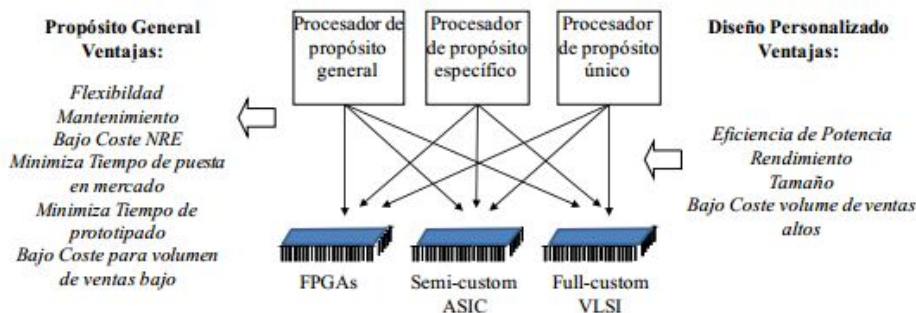 Propósito General
Ventajas:
Flexibildad
Mantenimiento
Bajo Coste NRE
Minimiza Tiempo de puesta
en mercado
Minimiza Tiempo de
prototipado
Bajo Coste para volumen
de ventas bajo
Procesador de
propósito
general
Procesador
de propósito
específico
Procesador
de propósito
único
Diseño Personalizado
Ventajas:
Eficiencia de Potencia
Rendimiento
Tamaño
Bajo Coste volume de ventas
altos
FPGAs
Semi-custom
ASIC
Full-custom
VLSI